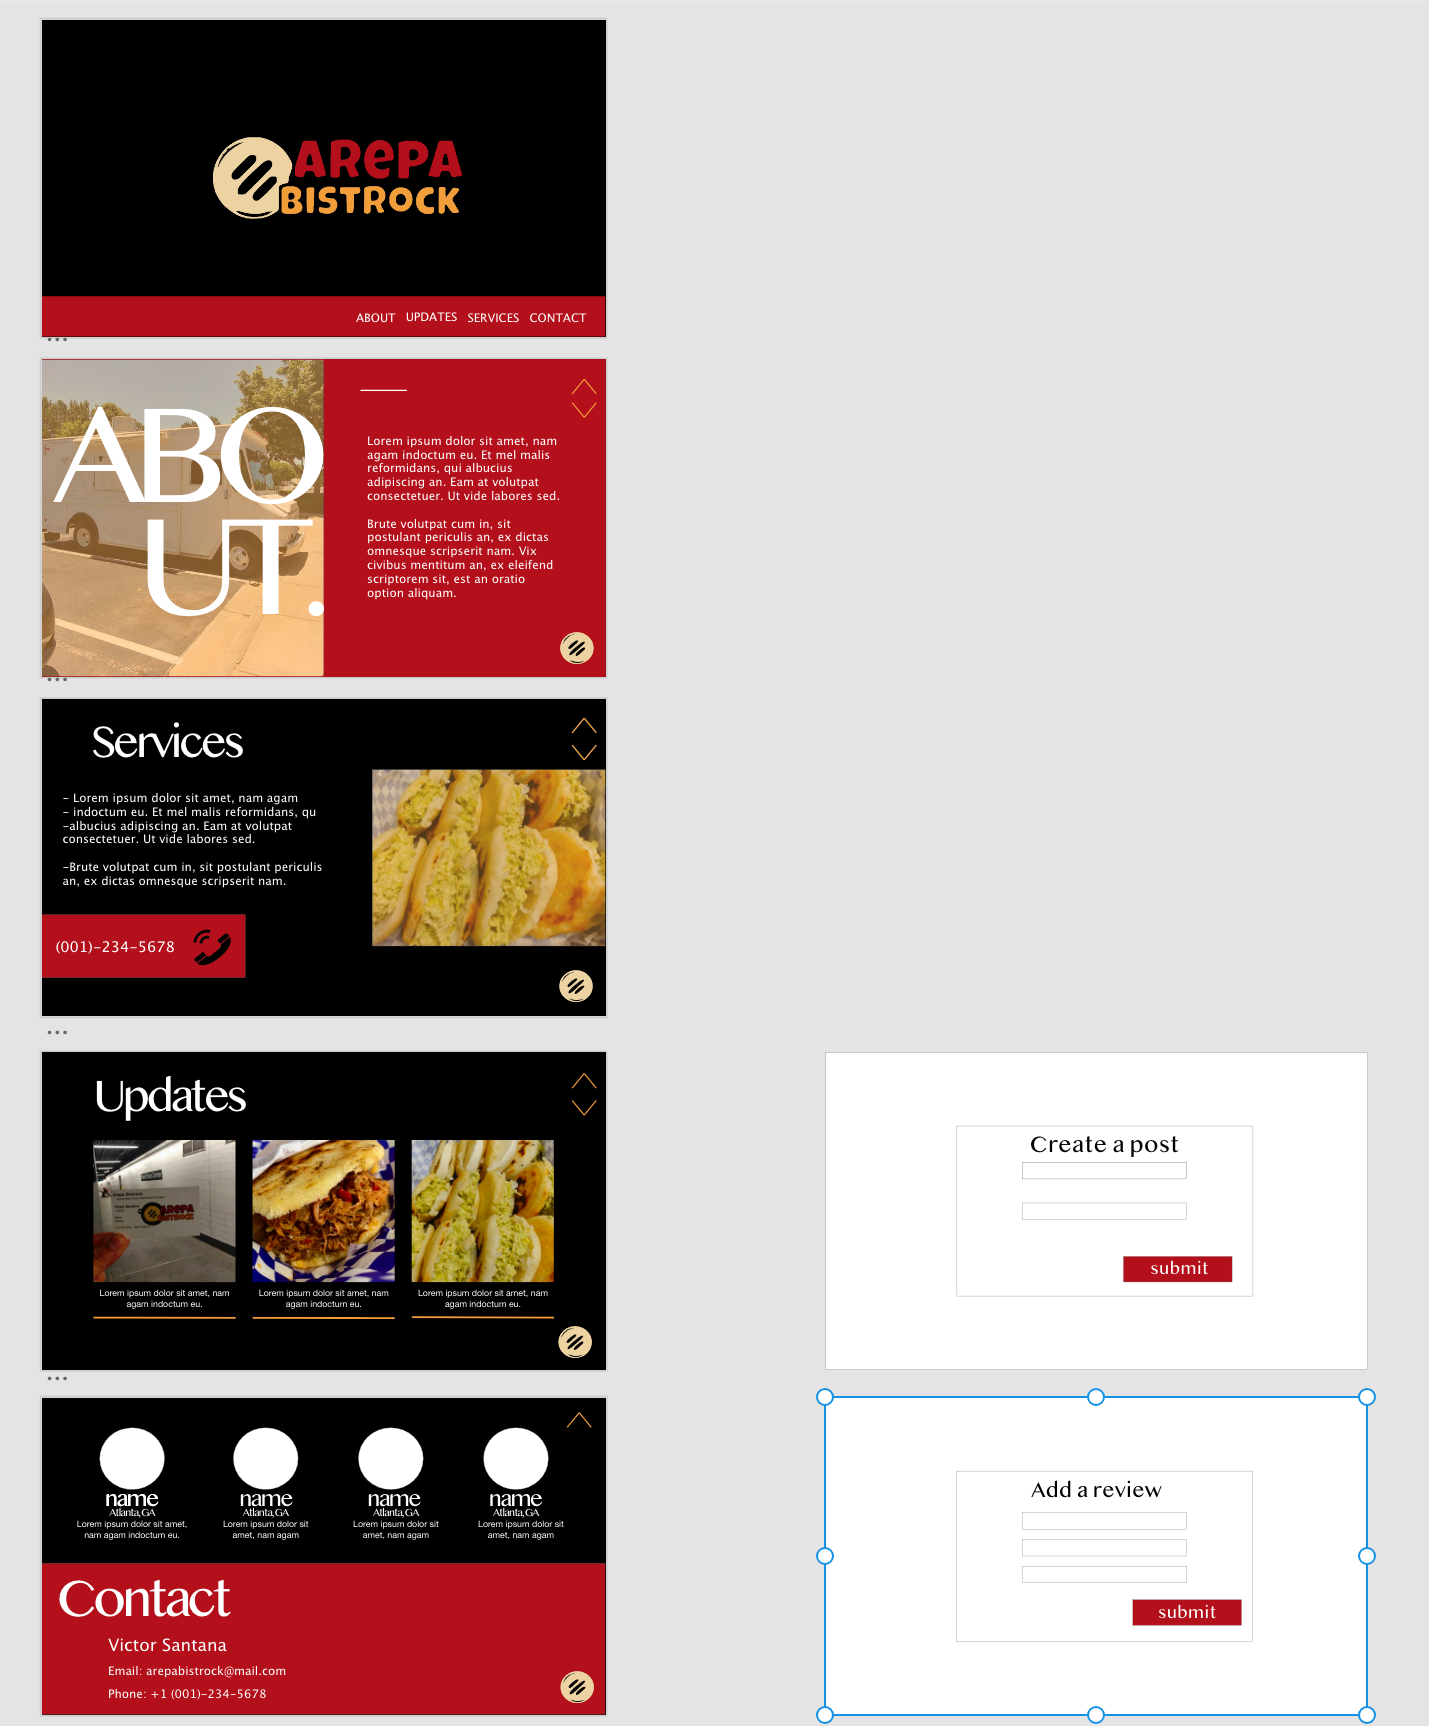 AREPA
BISTROCK
ABOUT UPDATES SERVICES CONTACT
ABO
UT.
Lorem ipsum dolor sit amet, nam
agam indoctum eu. Et mel malis
reformidans, qui albucius
adipiscing an. Eam at volutpat
consectetuer. Ut vide labores sed.
Brute volutpat cum in, sit
postulant periculis an, ex dictas
omnesque scripserit nam. Vix
civibus mentitum an, ex eleifend
scriptorem sit, est an oratio
option aliquam.
Services
- Lorem ipsum dolor sit amet, nam agam
- indoctum eu. Et mel malis reformidans, qu
-albucius adipiscing an. Eam at volutpat
consectetuer. Ut vide labores sed.
-Brute volutpat cum in, sit postulant periculis
an, ex dictas omnesque scripserit nam.
(001)-234-5678
Updates
Arepa Bistrock
AREPA
BISTROCK
Lorem ipsum dolor sit amet, nam
agam indoctum eu.
Lorem ipsum dolor sit amet, nam
agam indoctum eu.
Lorem ipsum dolor sit amet, nam
agam indoctum eu.
Create a post
submit
name
Atlanta, GA
Lorem ipsum dolor sit amet,
nam agam indoctum eu.
name
Atlanta, GA
Lorem ipsum dolor sit
amet, nam agam
name
Atlanta, GA
Lorem ipsum dolor sit
amet, nam agam
name
Atlanta, GA
Lorem ipsum dolor sit
amet, nam agam
Contact
Victor Santana
Email: arepabistrock@mail.com
Phone: +1 (001)-234-5678
Add a review
submit